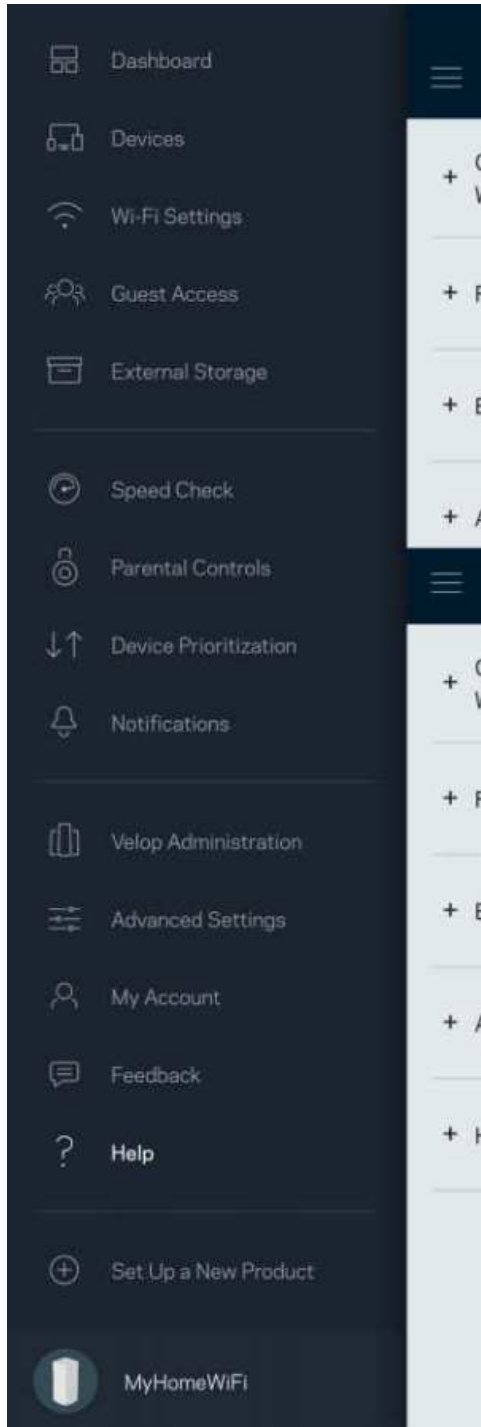 Dashboard
Devices
Wi-Fi Settings
Guest Access
External Storage
Speed Check
Parental Controls
Device Prioritization
Notifications
Velop Administration
Advanced Settings
My Account
Feedback
? Help
Set Up a New Product
MyHomeWiFi